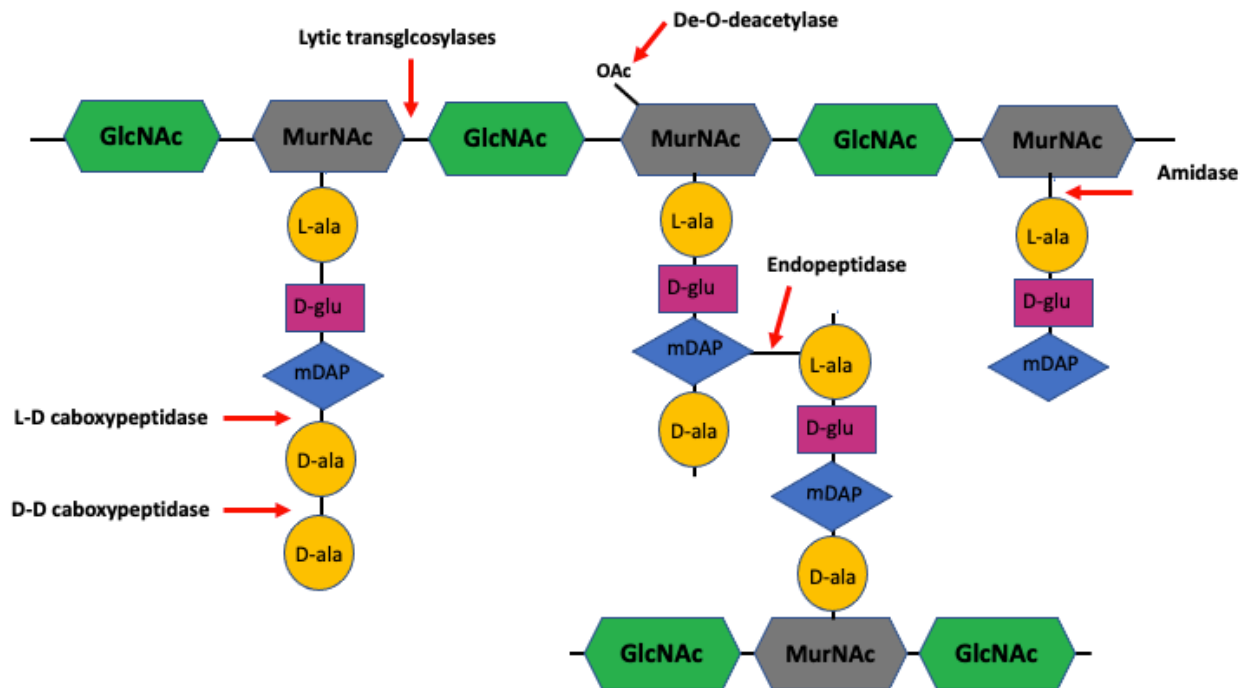 De-O-deacetylase
Lytic transglcosylases
OAc
GlcNAc MurNAc GlcNAc MurNAc GlcNAc MurNAc
Amidase
L-ala L-ala L-ala
Endopeptidase
D-glu D-glu D-glu
mDAP mDAP L-ala mDAP
L-D caboxypeptidase
D-ala D-ala D-glu
mDAP
D-D caboxypeptidase
D-ala D-ala
GlcNAc MurNAc GlcNAc